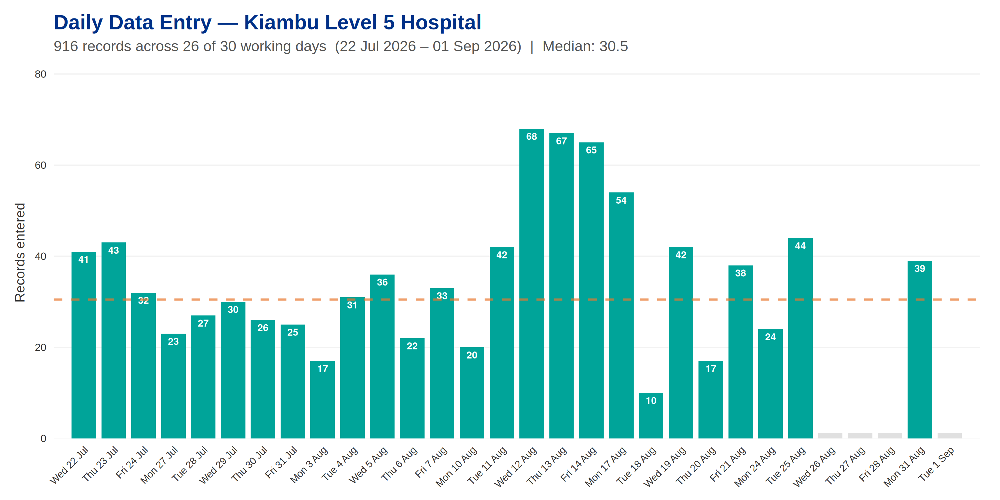 Daily Data Entry — Kiambu Level 5 Hospital
916 records across 26 of 30 working days  (22 Jul 2026 – 01 Sep 2026)  |  Median: 30.5
Records entered
80
60
40
20
0
41
43
32
23
27
30
26
25
17
31
36
22
33
20
42
68
67
65
54
10
42
17
38
24
44
39
Wed 22 Jul
Thu 23 Jul
Fri 24 Jul
Mon 27 Jul
Tue 28 Jul
Wed 29 Jul
Thu 30 Jul
Fri 31 Jul
Mon 3 Aug
Tue 4 Aug
Wed 5 Aug
Thu 6 Aug
Fri 7 Aug
Mon 10 Aug
Tue 11 Aug
Wed 12 Aug
Thu 13 Aug
Fri 14 Aug
Mon 17 Aug
Tue 18 Aug
Wed 19 Aug
Thu 20 Aug
Fri 21 Aug
Mon 24 Aug
Tue 25 Aug
Wed 26 Aug
Thu 27 Aug
Fri 28 Aug
Mon 31 Aug
Tue 1 Sep